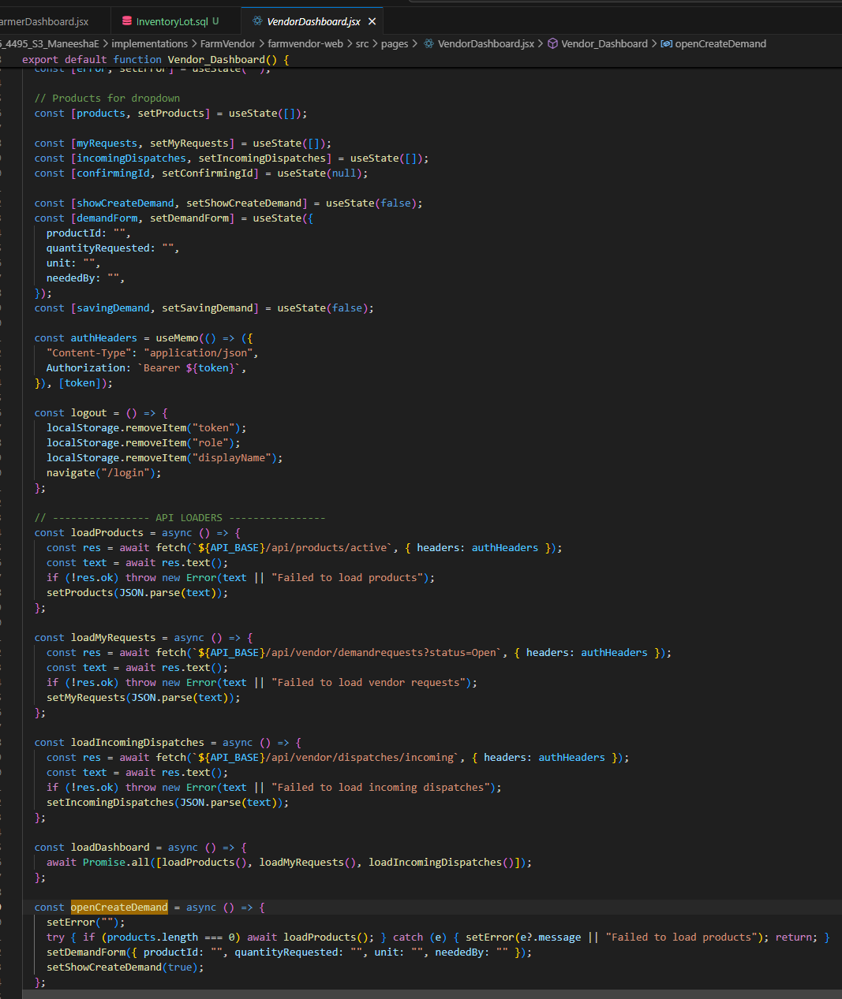 armerDashboard.jsx InventoryLot.sql U VendorDashboard.jsx
_4495_S3_ManeeshaE > implementations > FarmVendor > farmvendor-web > src > pages > VendorDashboard.jsx > Vendor_Dashboard > openCreateDemand
export default function Vendor_Dashboard() {
const [error, setError] = useState("");
// Products for dropdown
const [products, setProducts] = useState([]);
const [myRequests, setMyRequests] = useState([]);
const [incomingDispatches, setIncomingDispatches] = useState([]);
const [confirmingId, setConfirmingId] = useState(null);
const [showCreateDemand, setShowCreateDemand] = useState(false);
const [demandForm, setDemandForm] = useState({
productId: "",
quantityRequested: "",
unit: "",
neededBy: "",
});
const [savingDemand, setSavingDemand] = useState(false);
const authHeaders = useMemo(() => ({
"Content-Type": "application/json",
Authorization: `Bearer ${token}`,
}), [token]);
const logout = () => {
localStorage.removeItem("token");
localStorage.removeItem("role");
localStorage.removeItem("displayName");
navigate("/login");
};
// ---------------- API LOADERS ----------------
const loadProducts = async () => {
const res = await fetch(`${API_BASE}/api/products/active`, { headers: authHeaders });
const text = await res.text();
if (!res.ok) throw new Error(text || "Failed to load products");
setProducts(JSON.parse(text));
};
const loadMyRequests = async () => {
const res = await fetch(`${API_BASE}/api/vendor/demandrequests?status=Open`, { headers: authHeaders });
const text = await res.text();
if (!res.ok) throw new Error(text || "Failed to load vendor requests");
setMyRequests(JSON.parse(text));
};
const loadIncomingDispatches = async () => {
const res = await fetch(`${API_BASE}/api/vendor/dispatches/incoming`, { headers: authHeaders });
const text = await res.text();
if (!res.ok) throw new Error(text || "Failed to load incoming dispatches");
setIncomingDispatches(JSON.parse(text));
};
const loadDashboard = async () => {
await Promise.all([loadProducts(), loadMyRequests(), loadIncomingDispatches()]);
};
const openCreateDemand = async () => {
setError("");
try { if (products.length === 0) await loadProducts(); } catch (e) { setError(e?.message || "Failed to load products"); return; }
setDemandForm({ productId: "", quantityRequested: "", unit: "", neededBy: "" });
setShowCreateDemand(true);
};